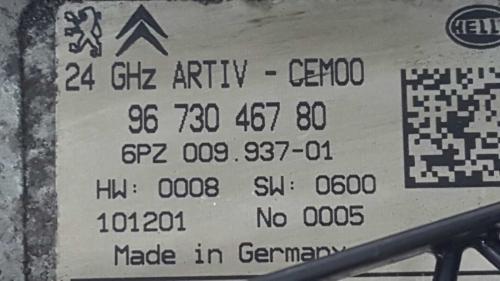 HELLA
24 GHz ARTIV - CEM00
96 730 467 80
6PZ 009.937-01
HW: 0008 SW: 0600
101201 No 0005
Made in Germany